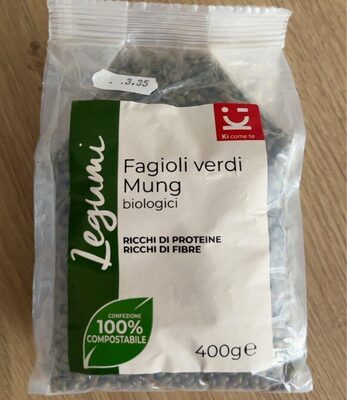 3.35
Ki
Ki come te
Legumi
Fagioli verdi
Mung
biologici
RICCHI DI PROTEINE
RICCHI DI FIBRE
CONFEZIONE
100%
COMPOSTABILE
400g℮